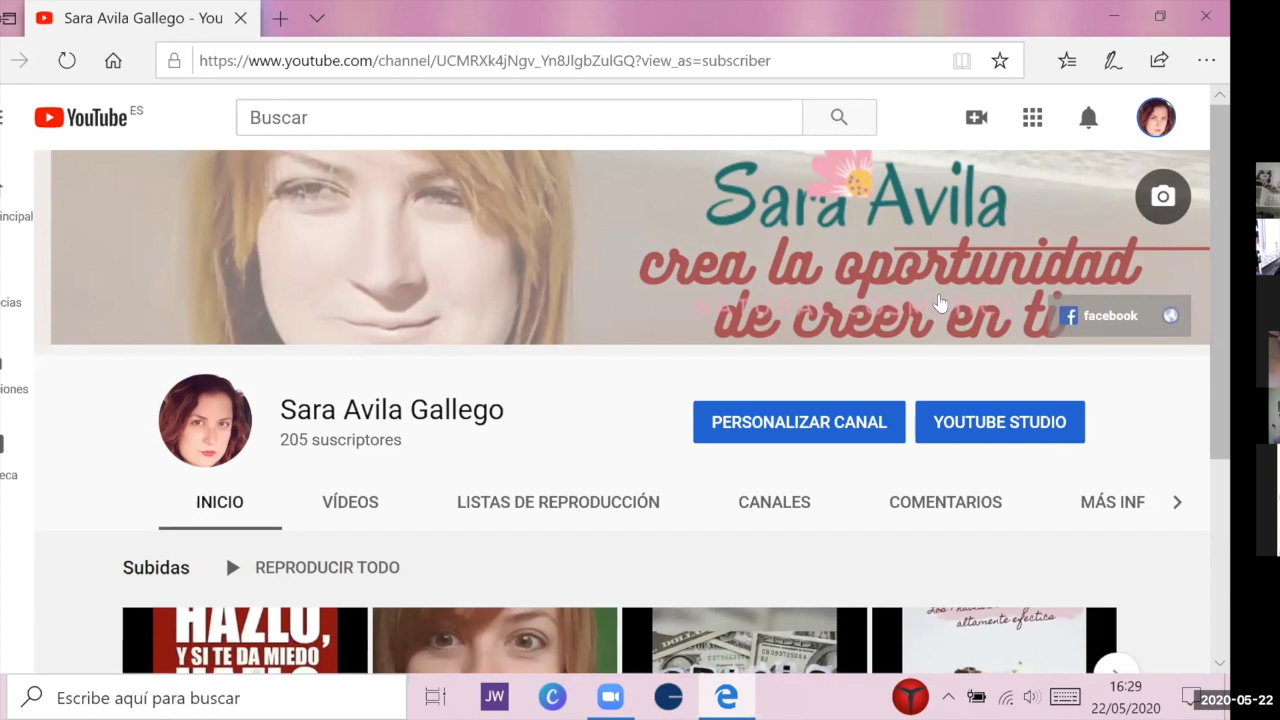 Sara Avila Gallego - You
https://www.youtube.com/channel/UCMRXk4jNgv_Yn8JlgbZulGQ?view_as=subscriber
YouTube ES
Buscar
Sara Avila
crea la oportunidad
de creer en ti
facebook
incipal
cias
iones
eca
Sara Avila Gallego
205 suscriptores
PERSONALIZAR CANAL
YOUTUBE STUDIO
INICIO
VÍDEOS
LISTAS DE REPRODUCCIÓN
CANALES
COMENTARIOS
MÁS INF
Subidas
REPRODUCIR TODO
HAZLO,
Y SI TE DA MIEDO
altamente efectica
Escribe aquí para buscar
JW
16:29
22/05/2020
2020-05-22